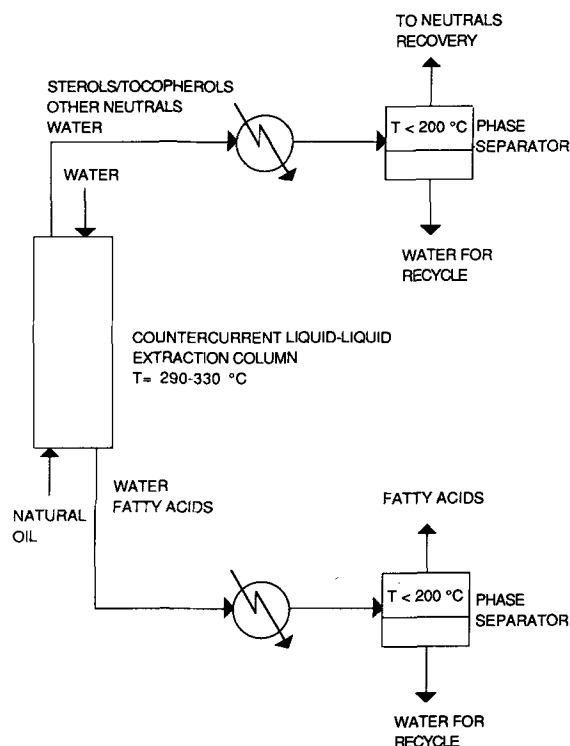 TO NEUTRALS
RECOVERY
STEROLS/TOCOPHEROLS
OTHER NEUTRALS
WATER
T < 200 °C
PHASE
SEPARATOR
WATER
WATER FOR
RECYCLE
COUNTERCURRENT LIQUID-LIQUID
EXTRACTION COLUMN
T= 290-330 °C
WATER
FATTY ACIDS
NATURAL
OIL
FATTY ACIDS
T < 200 °C
PHASE
SEPARATOR
WATER FOR
RECYCLE